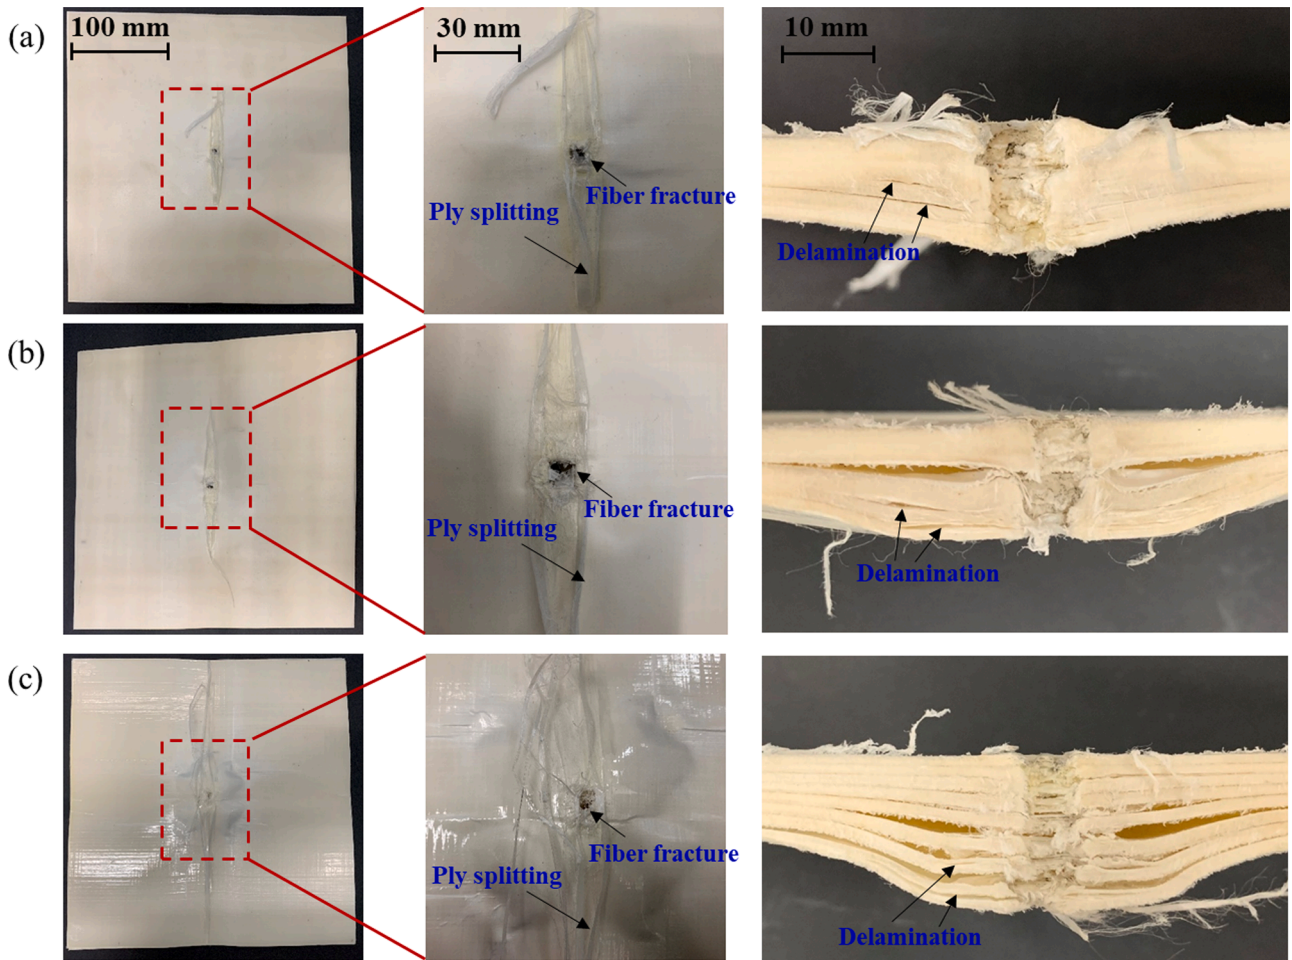 (a)
100 mm
30 mm
10 mm
Fiber fracture
Ply splitting
Delamination
(b)
Fiber fracture
Ply splitting
Delamination
(c)
Fiber fracture
Ply splitting
Delamination